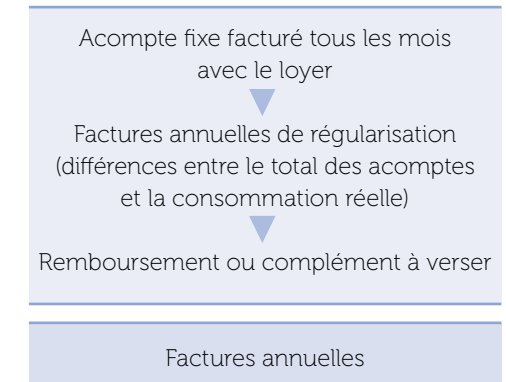 Acompte fixe facturé tous les mois
avec le loyer
Factures annuelles de régularisation
(différences entre le total des acomptes
et la consommation réelle)
Remboursement ou complément à verser
Factures annuelles